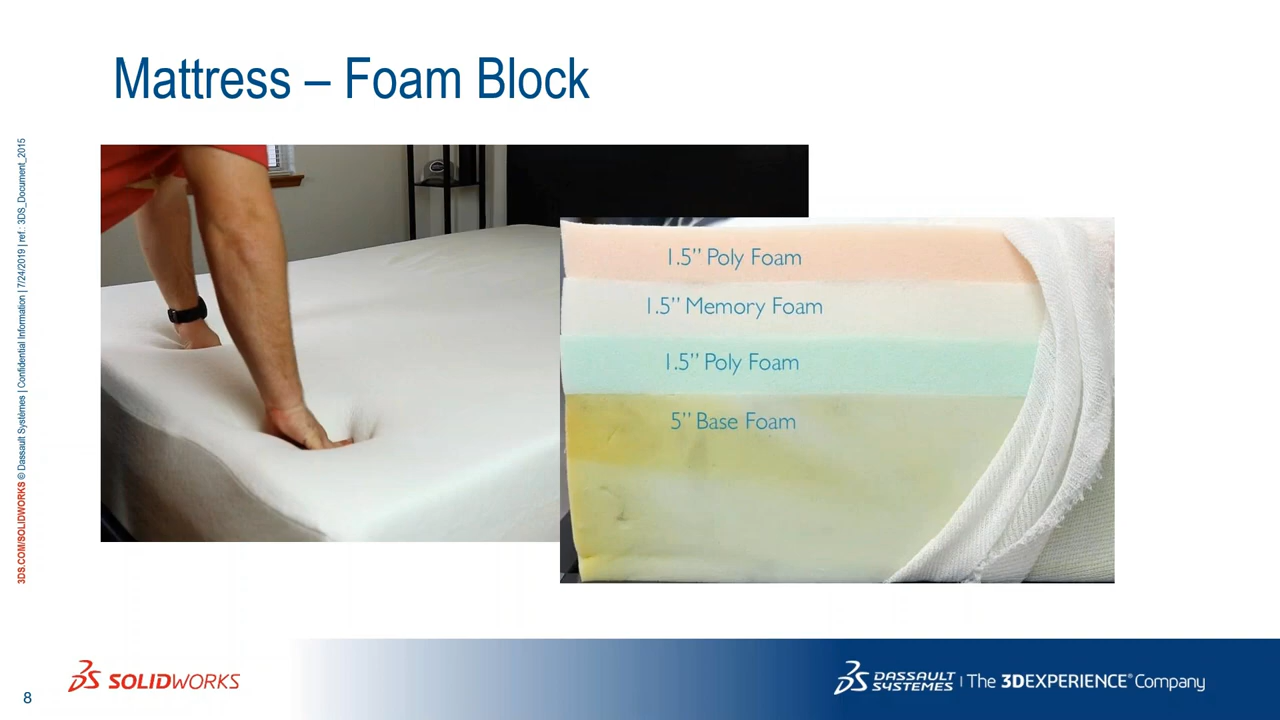 Mattress – Foam Block
3DS.COM/SOLIDWORKS © Dassault Systèmes | Confidential Information | 7/24/2019 | ref.: 3DS_Document_2015
1.5” Poly Foam
1.5” Memory Foam
1.5” Poly Foam
5” Base Foam
8
SOLIDWORKS
DASSAULT SYSTEMES | The 3DEXPERIENCE® Company